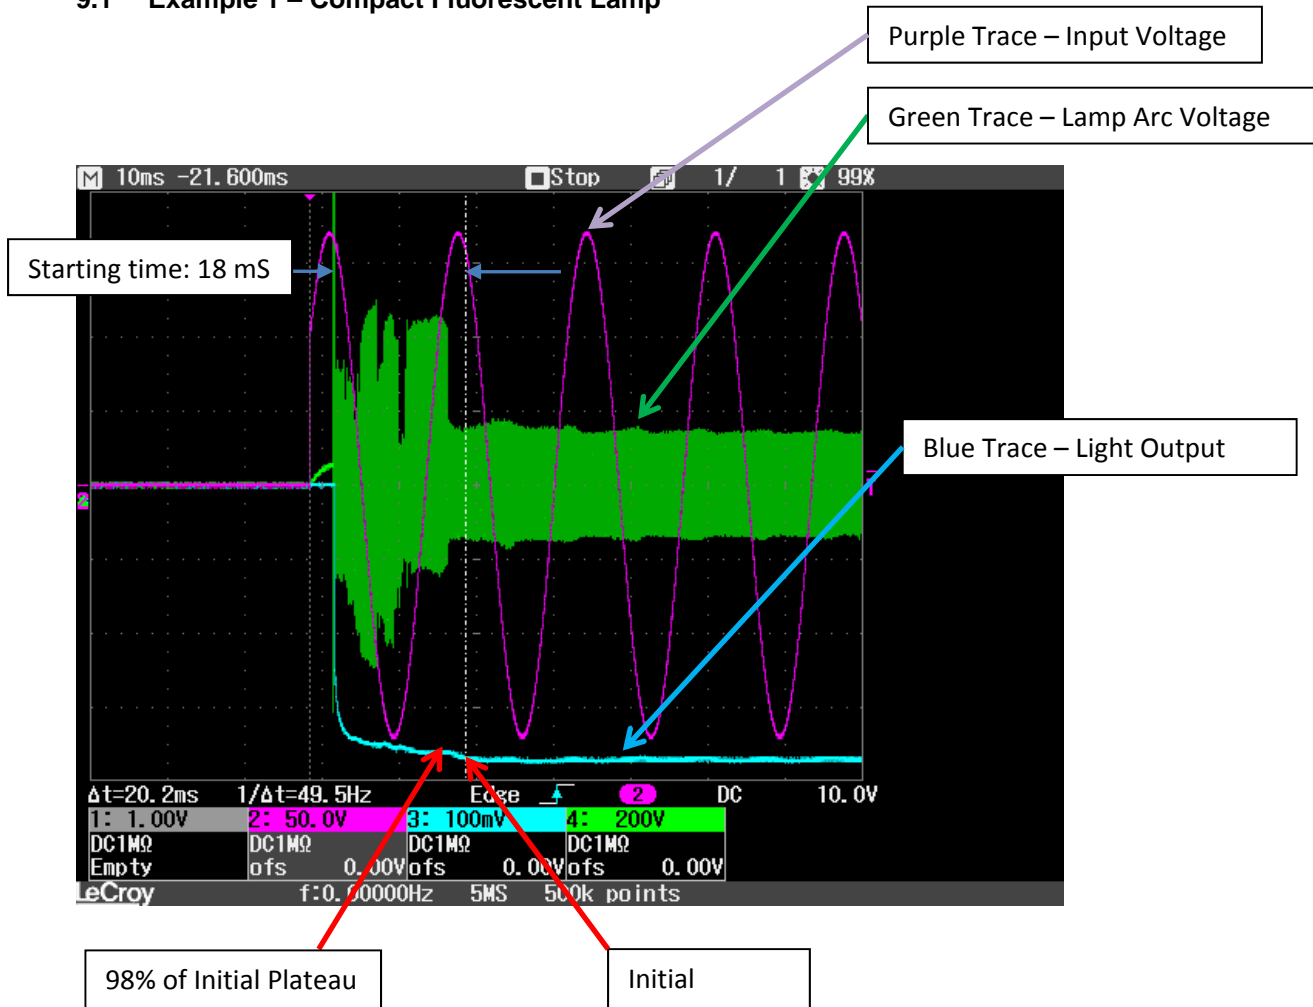 9.1 Example 1 – Compact Fluorescent Lamp
Purple Trace – Input Voltage
Green Trace – Lamp Arc Voltage
M 10ms -21.600ms
Stop
1/ 1
99%
Starting time: 18 mS
Blue Trace – Light Output
2
1
Δt=20.2ms 1/Δt=49.5Hz Edge 2 DC 10.0V
1: 1.00V 2: 50.0V 3: 100mV 4: 200V
DC1MΩ DC1MΩ DC1MΩ DC1MΩ
Empty ofs 0.00V ofs 0.00V ofs 0.00V
LeCroy f:0.00000Hz 5MS 500k points
98% of Initial Plateau
Initial